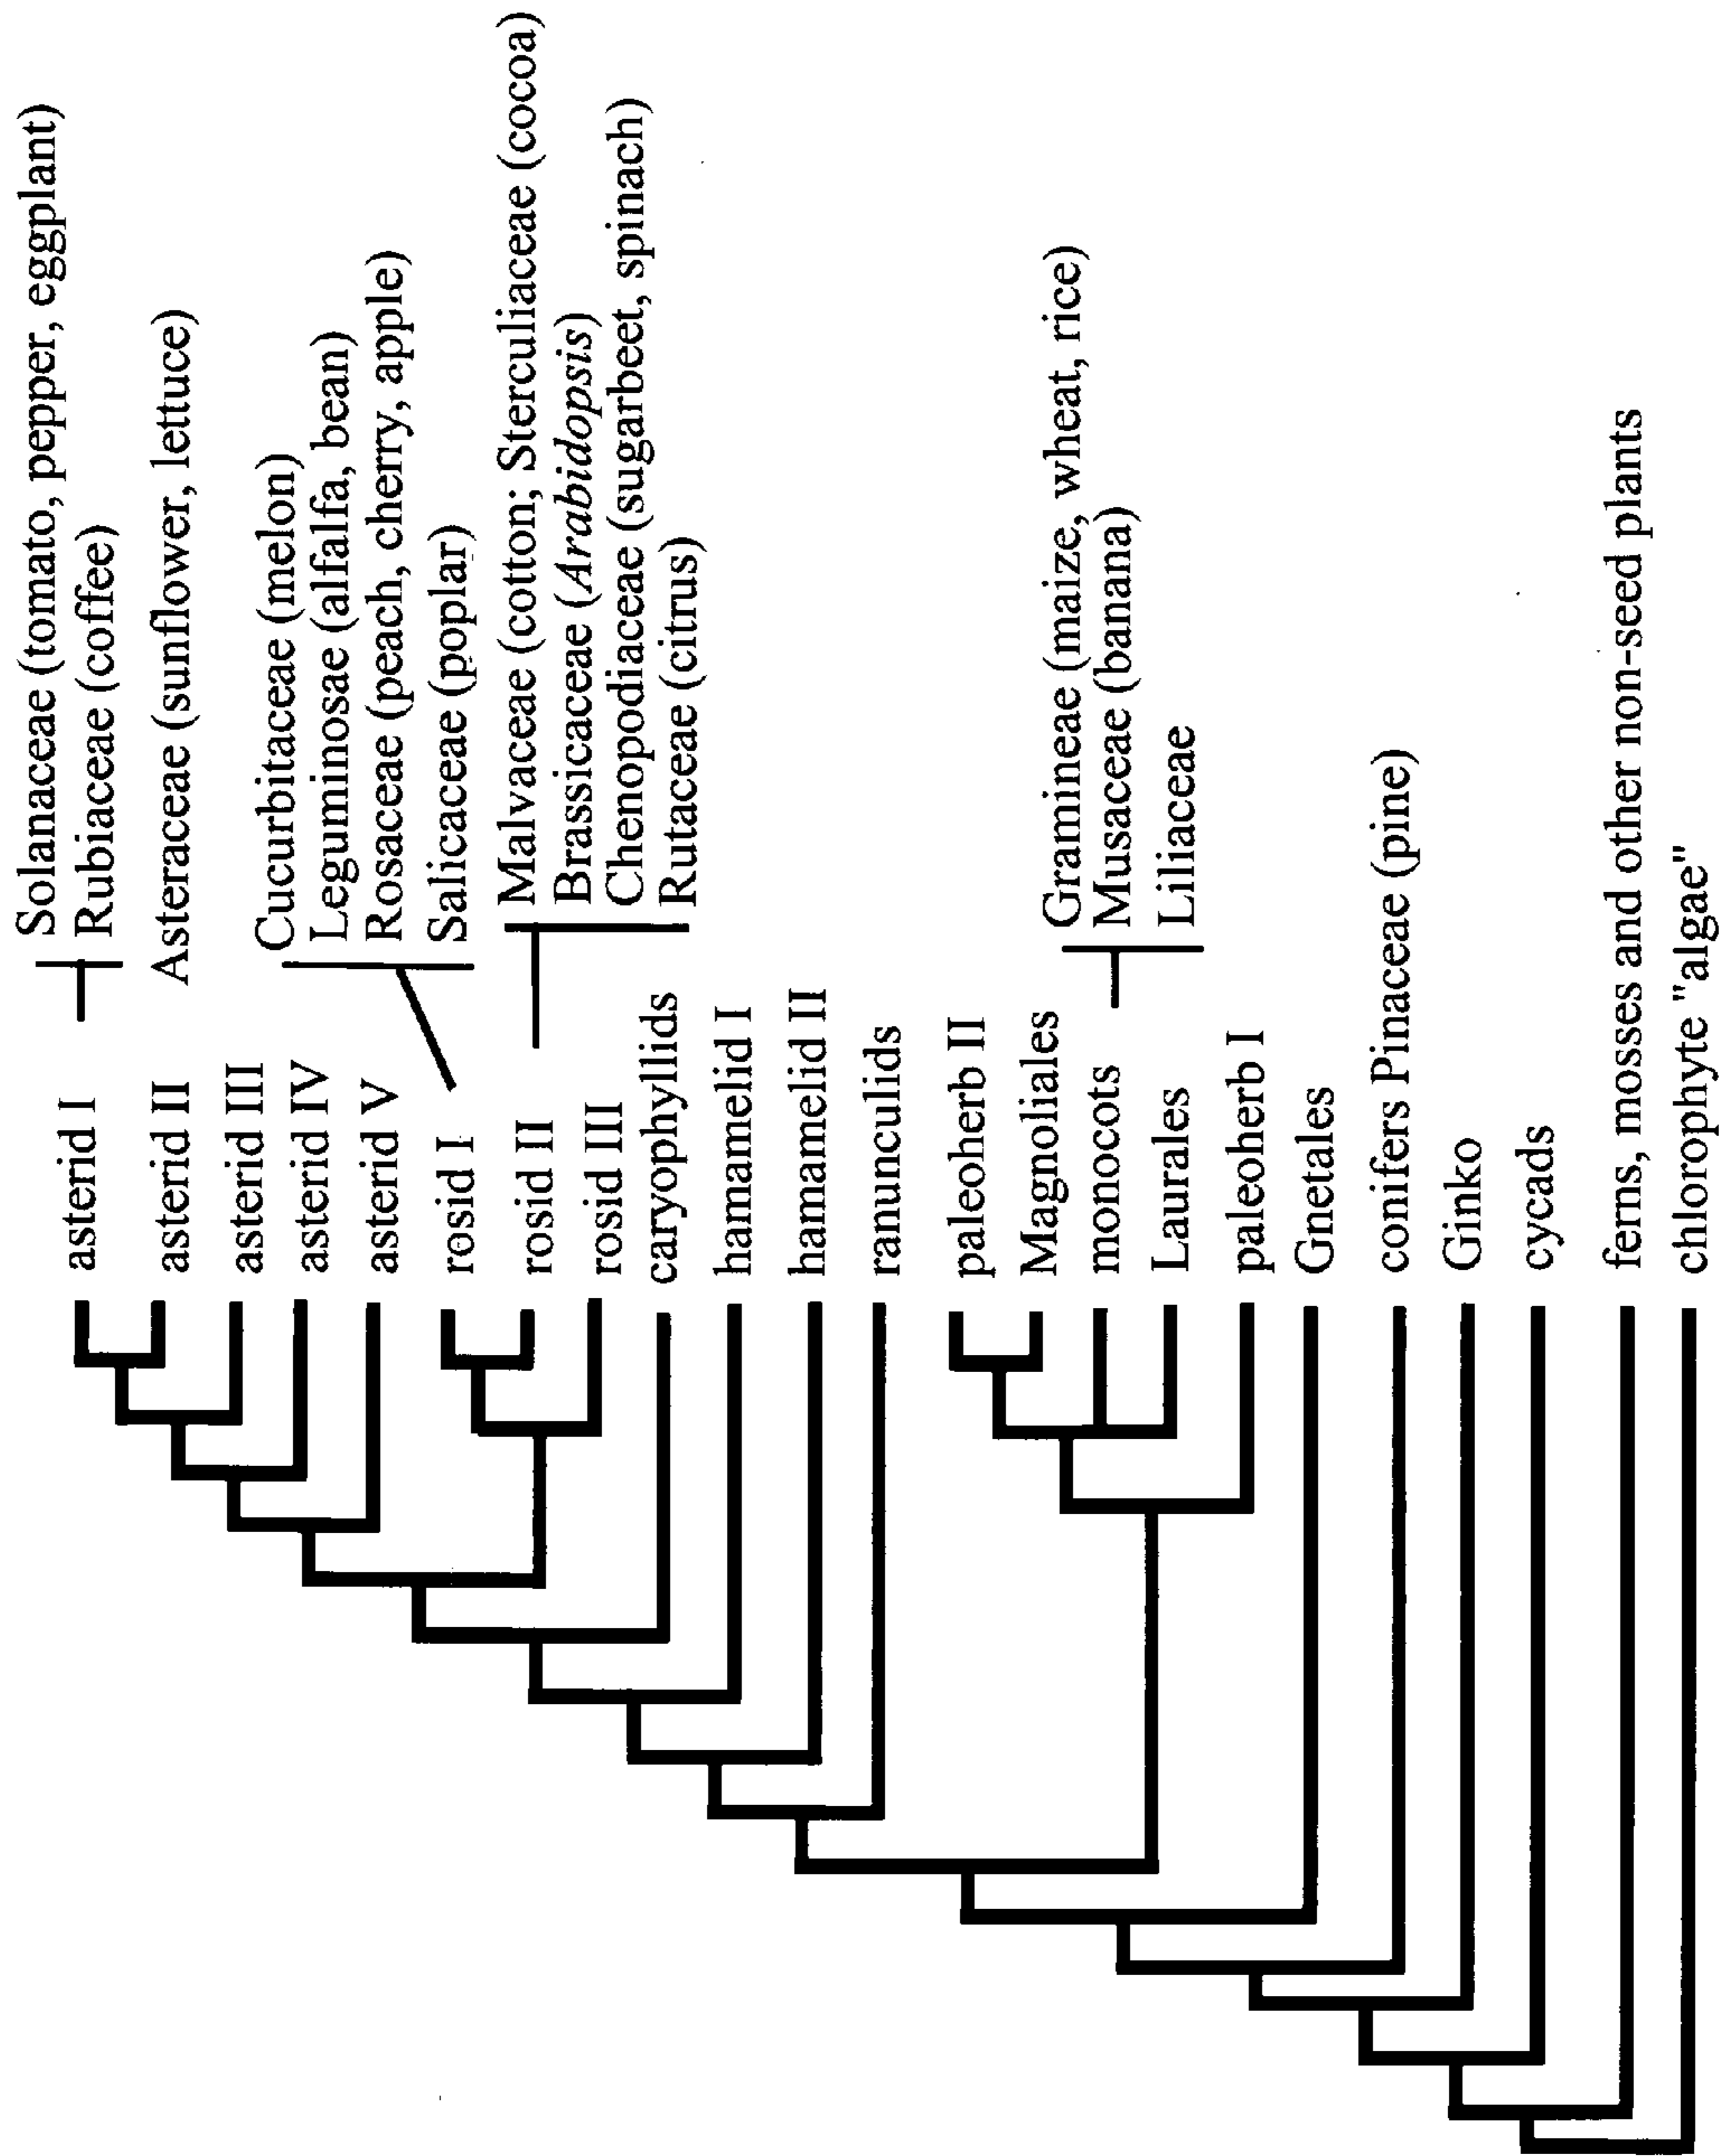 asterid I
Solanaceae (tomato, pepper, eggplant)
Rubiaceae (coffee)
asterid II
Asteraceae (sunflower, lettuce)
asterid III
asterid IV
asterid V
rosid I
Cucurbitaceae (melon)
Leguminosae (alfalfa, bean)
Rosaceae (peach, cherry, apple)
Salicaceae (poplar)
rosid II
Malvaceae (cotton; Sterculiaceae (cocoa)
Brassicaceae (Arabidopsis)
Chenopodiaceae (sugarbeet, spinach)
Rutaceae (citrus)
rosid III
caryophyllids
hamamelid I
hamamelid II
ranunculids
paleoherb II
Magnoliales
monocots
Gramineae (maize, wheat, rice)
Musaceae (banana)
Liliaceae
Laurales
paleoherb I
Gnetales
conifers Pinaceae (pine)
Ginko
cycads
ferns, mosses and other non-seed plants
chlorophyte "algae"